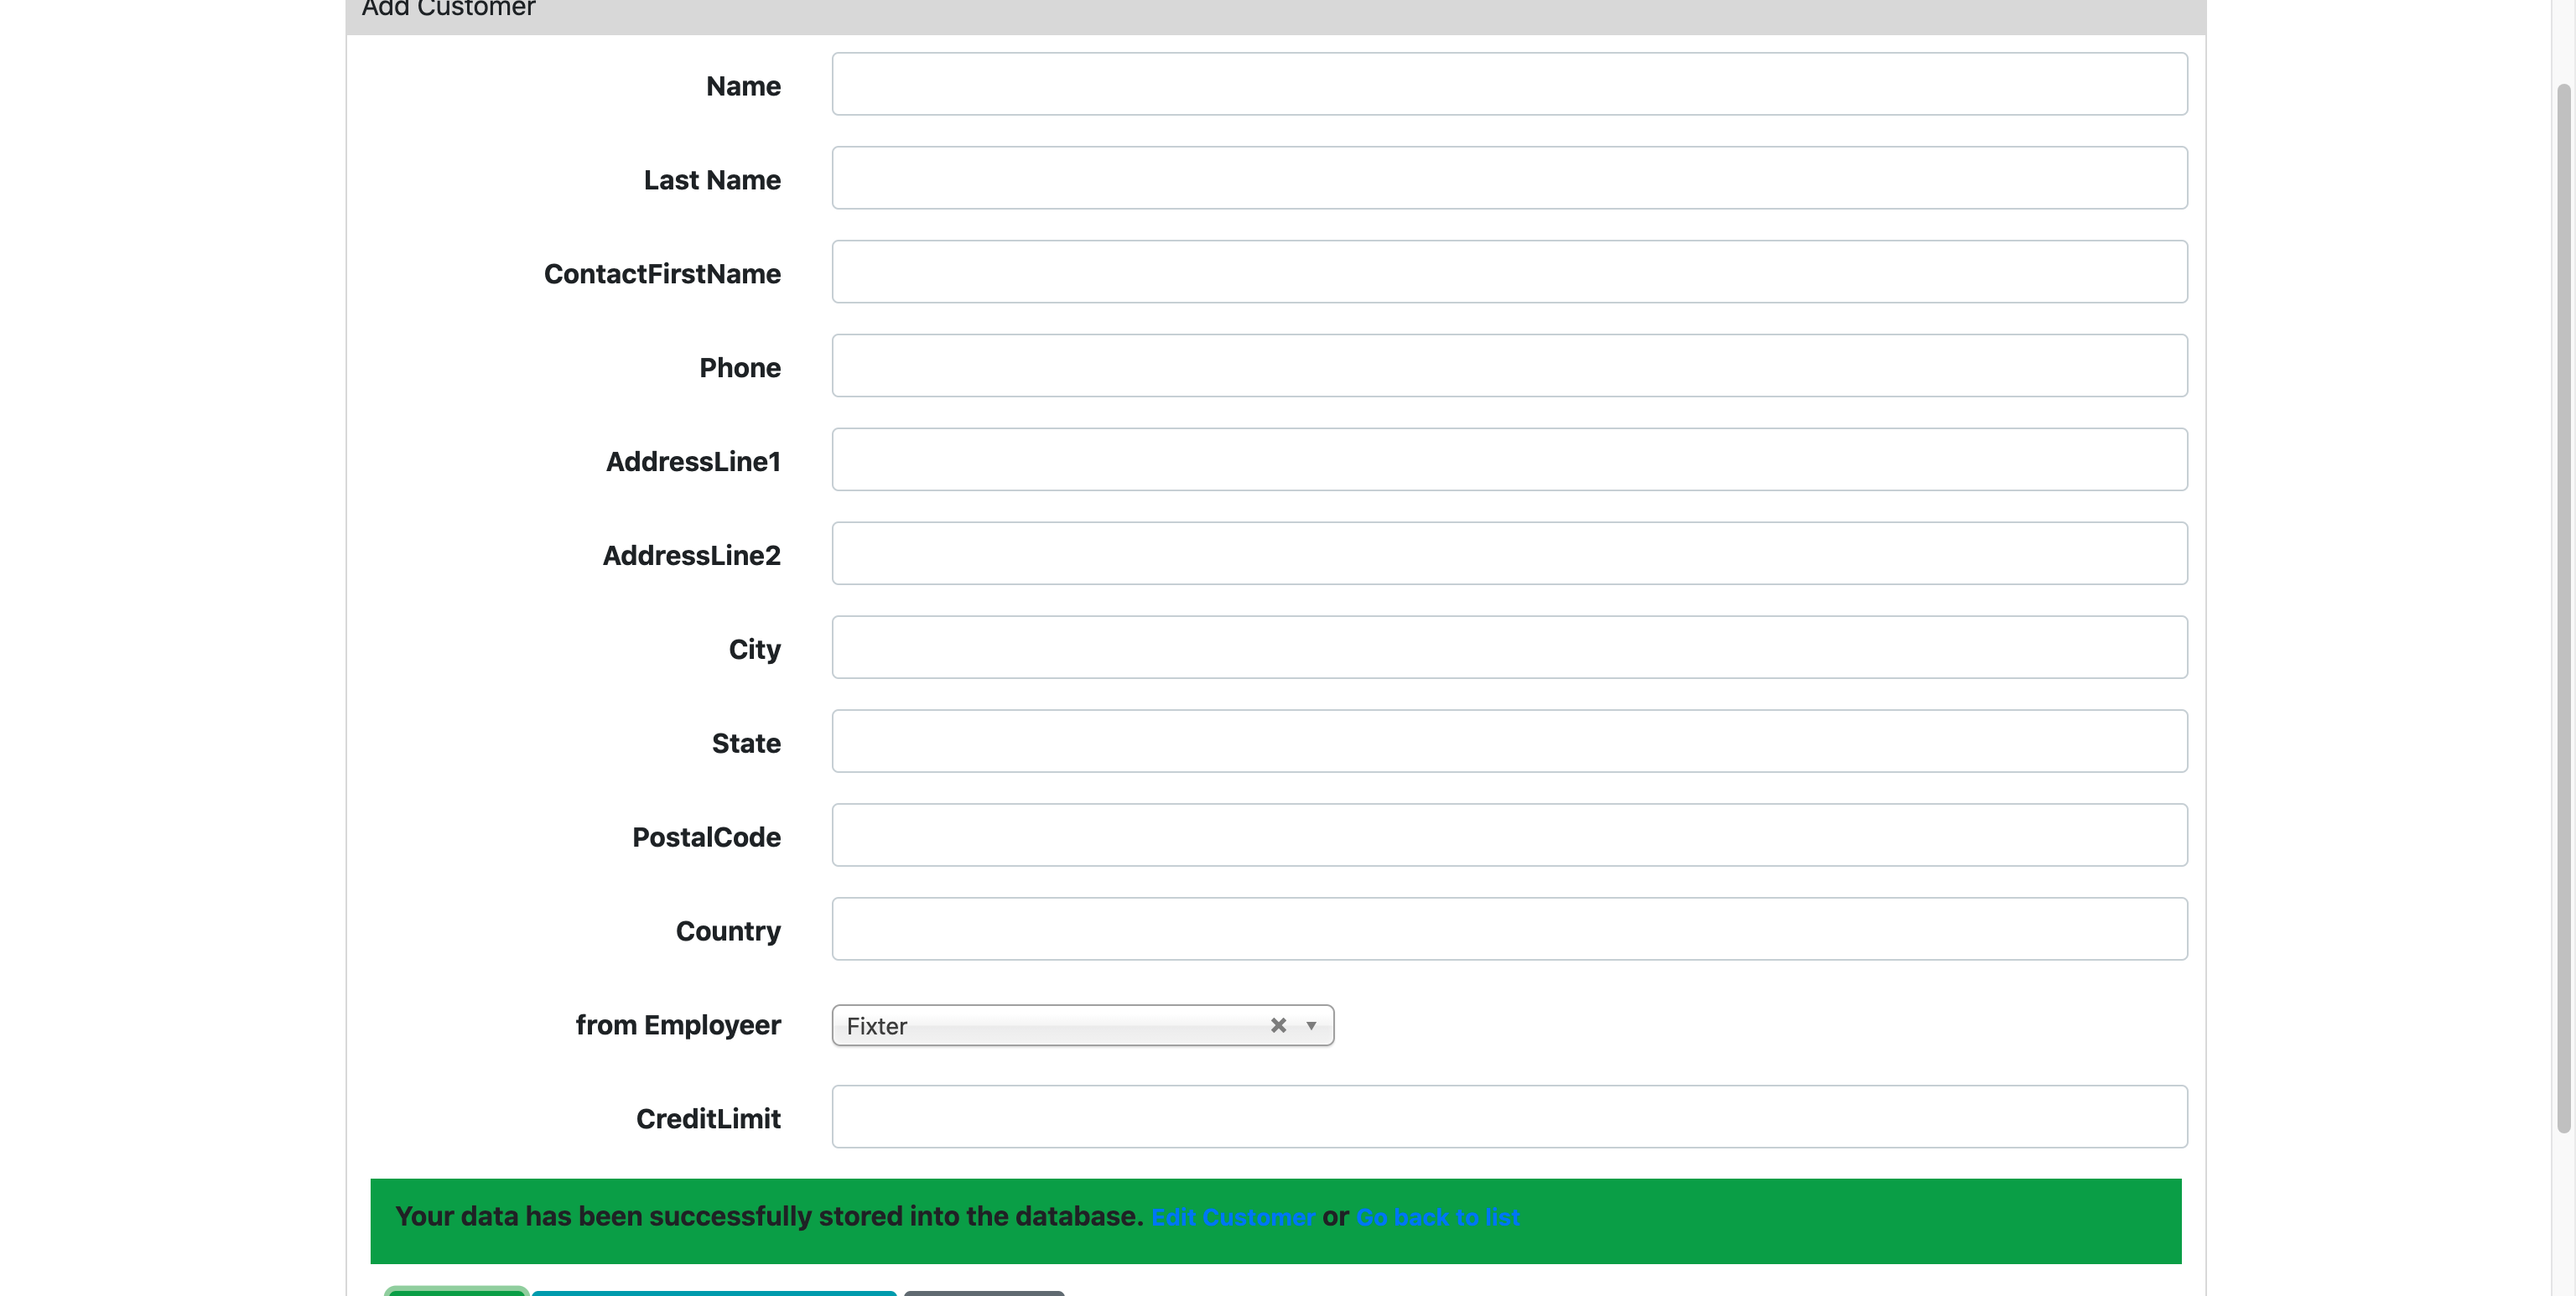 Add Customer
Name
Last Name
ContactFirstName
Phone
AddressLine1
AddressLine2
City
State
PostalCode
Country
from Employeer
Fixter
CreditLimit
Your data has been successfully stored into the database. Edit Customer or Go back to list